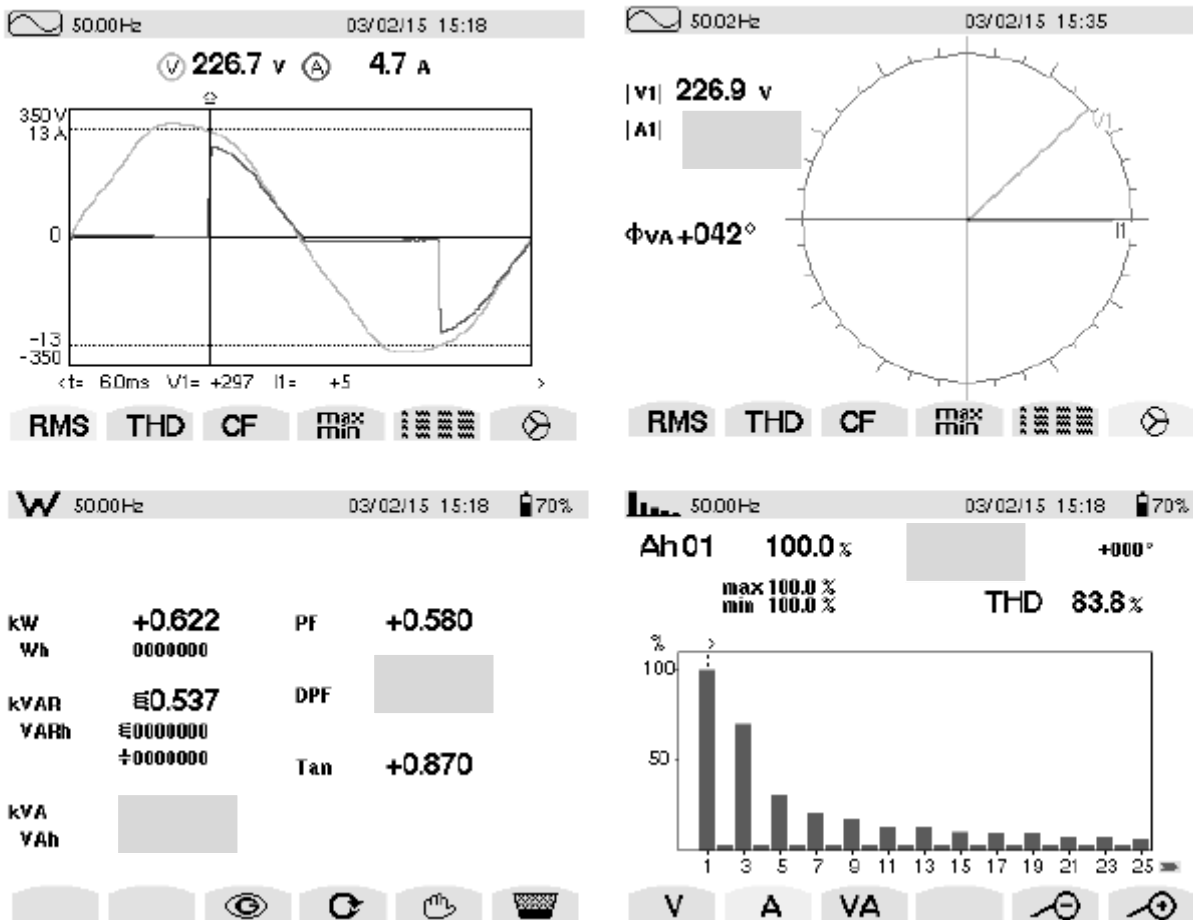 50.00Hz 03/02/15 15:18
V 226.7 V A 4.7 A
350 V
13 A
0
-13
-350
<t= 6.0ms V1= +297 I1= +5 >
RMS THD CF max min
50.02Hz 03/02/15 15:35
|V1| 226.9 V
|A1|
V1
I1
ΦVA +042°
RMS THD CF max min
W 50.00Hz 03/02/15 15:18 70%
kW +0.622 PF +0.580
Wh 0000000
kVAR 0.537 DPF
VARh 0000000
0000000
Tan +0.870
kVA
VAh
50.00Hz 03/02/15 15:18 70%
Ah 01 100.0 % +000°
max 100.0 %
min 100.0 %
THD 83.8 %
%
>
100
50
1 3 5 7 9 11 13 15 17 19 21 23 25
V A VA